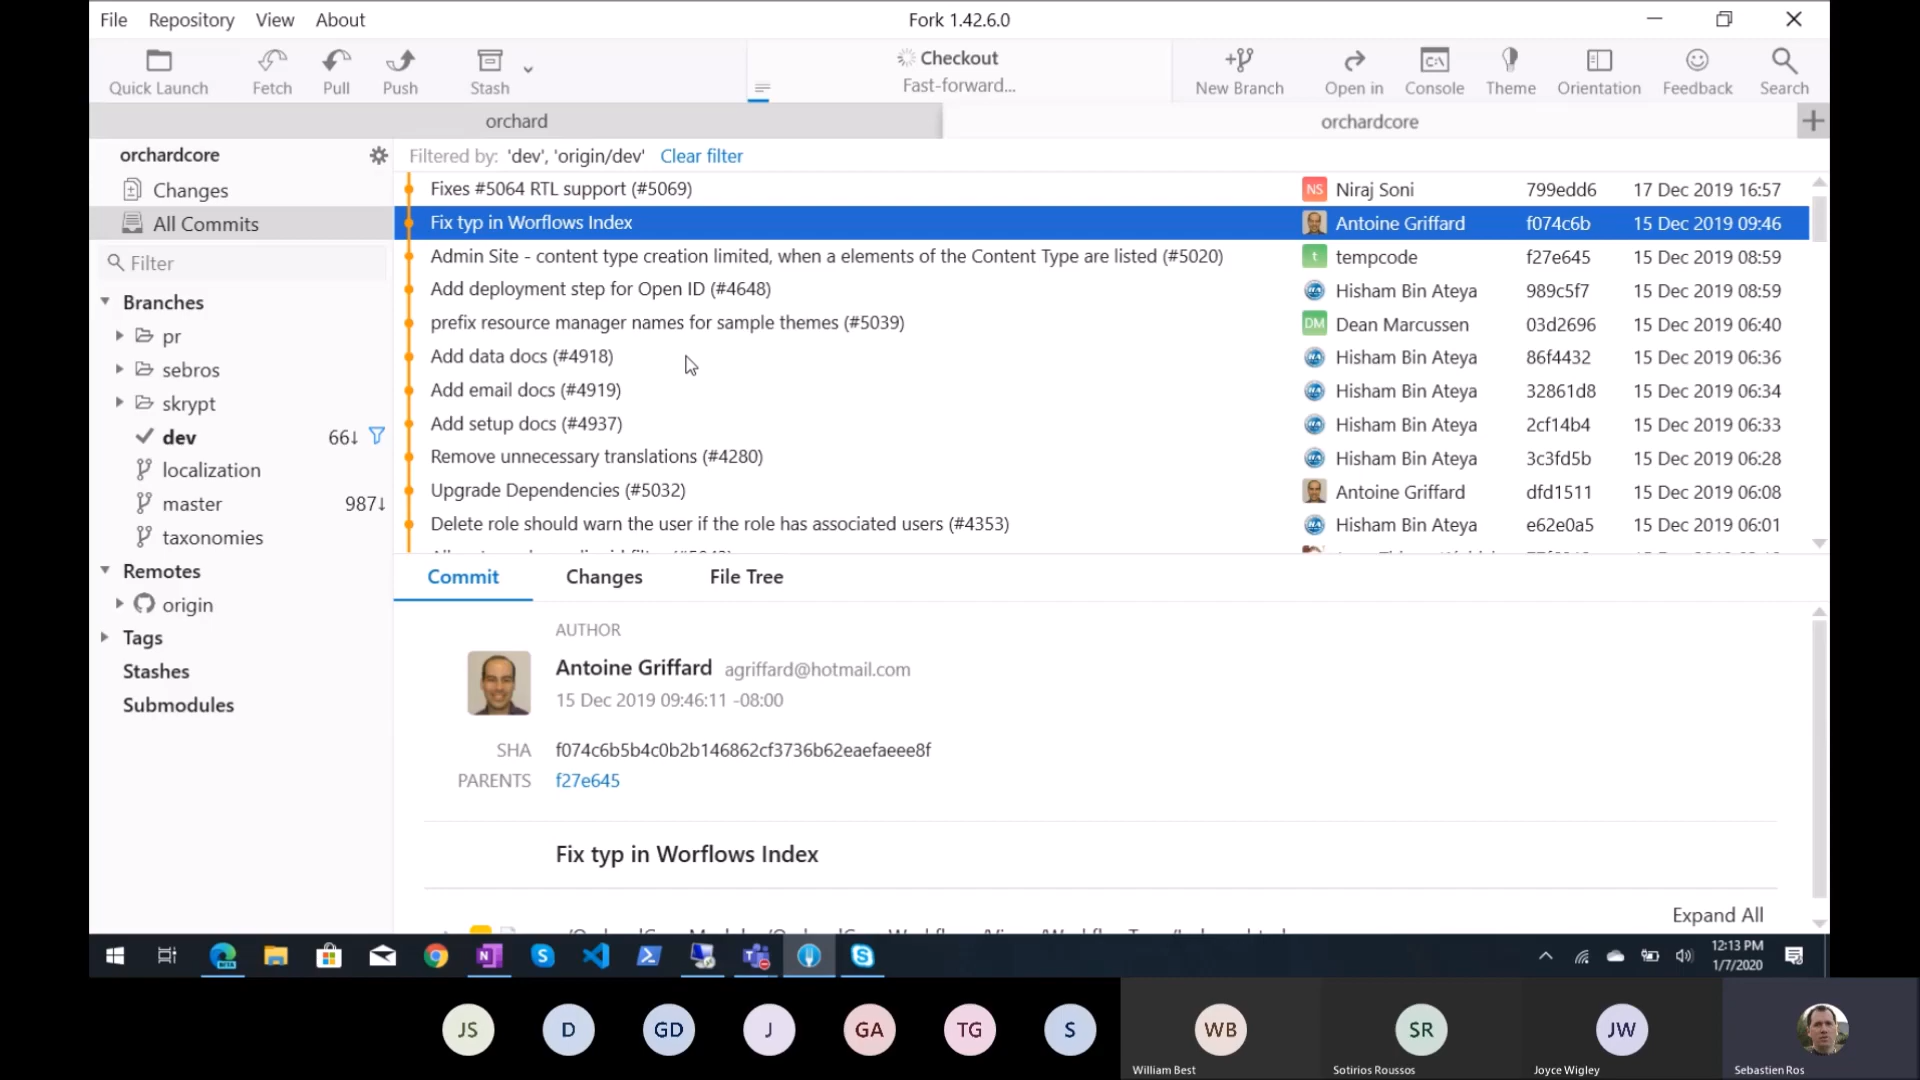 File Repository View About Fork 1.42.6.0
Quick Launch Fetch Pull Push Stash Checkout Fast-forward... New Branch Open in Console Theme Orientation Feedback Search
orchard orchardcore
orchardcore
Changes
All Commits
Filter
Branches
pr
sebros
skrypt
dev 66↓
localization
master 987↓
taxonomies
Remotes
origin
Tags
Stashes
Submodules
Filtered by: 'dev', 'origin/dev' Clear filter
Fixes #5064 RTL support (#5069) NS Niraj Soni 799edd6 17 Dec 2019 16:57
Fix typ in Worflows Index Antoine Griffard f074c6b 15 Dec 2019 09:46
Admin Site - content type creation limited, when a elements of the Content Type are listed (#5020) t tempcode f27e645 15 Dec 2019 08:59
Add deployment step for Open ID (#4648) Hisham Bin Ateya 989c5f7 15 Dec 2019 08:59
prefix resource manager names for sample themes (#5039) DM Dean Marcussen 03d2696 15 Dec 2019 06:40
Add data docs (#4918) Hisham Bin Ateya 86f4432 15 Dec 2019 06:36
Add email docs (#4919) Hisham Bin Ateya 32861d8 15 Dec 2019 06:34
Add setup docs (#4937) Hisham Bin Ateya 2cf14b4 15 Dec 2019 06:33
Remove unnecessary translations (#4280) Hisham Bin Ateya 3c3fd5b 15 Dec 2019 06:28
Upgrade Dependencies (#5032) Antoine Griffard dfd1511 15 Dec 2019 06:08
Delete role should warn the user if the role has associated users (#4353) Hisham Bin Ateya e62e0a5 15 Dec 2019 06:01
Commit Changes File Tree
AUTHOR
Antoine Griffard agriffard@hotmail.com
15 Dec 2019 09:46:11 -08:00
SHA f074c6b5b4c0b2b146862cf3736b62eaefaeee8f
PARENTS f27e645
Fix typ in Worflows Index
Expand All
12:13 PM
1/7/2020
JS D GD J GA TG S WB SR JW
William Best Sotirios Roussos Joyce Wigley Sebastien Ros